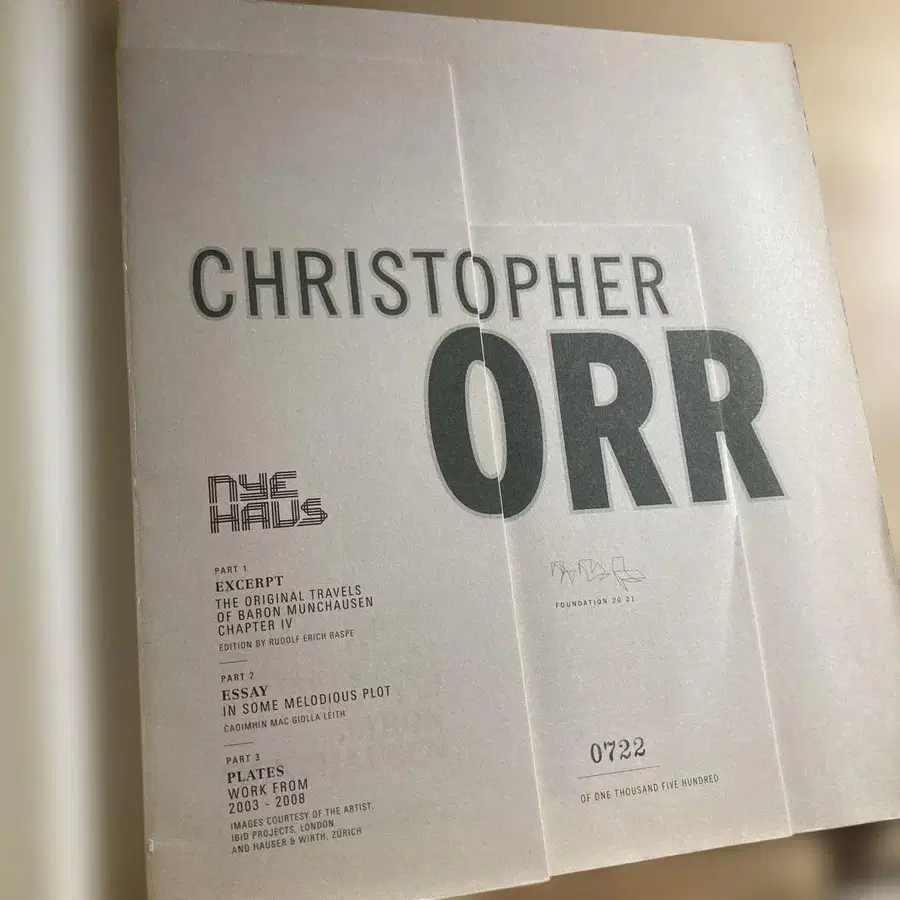 CHRISTOPHER
ORR
NYE
HAUS
PART 1
EXCERPT
THE ORIGINAL TRAVELS
OF BARON MUNCHAUSEN
CHAPTER IV
EDITION BY RUDOLF ERICH RASPE
PART 2
ESSAY
IN SOME MELODIOUS PLOT
CAOIMHÍN MAC GIOLLA LÉITH
PART 3
PLATES
WORK FROM
2003 - 2008
IMAGES COURTESY OF THE ARTIST,
IBID PROJECTS, LONDON
AND HAUSER & WIRTH, ZÜRICH
FOUNDATION 20 21
0722
OF ONE THOUSAND FIVE HUNDRED